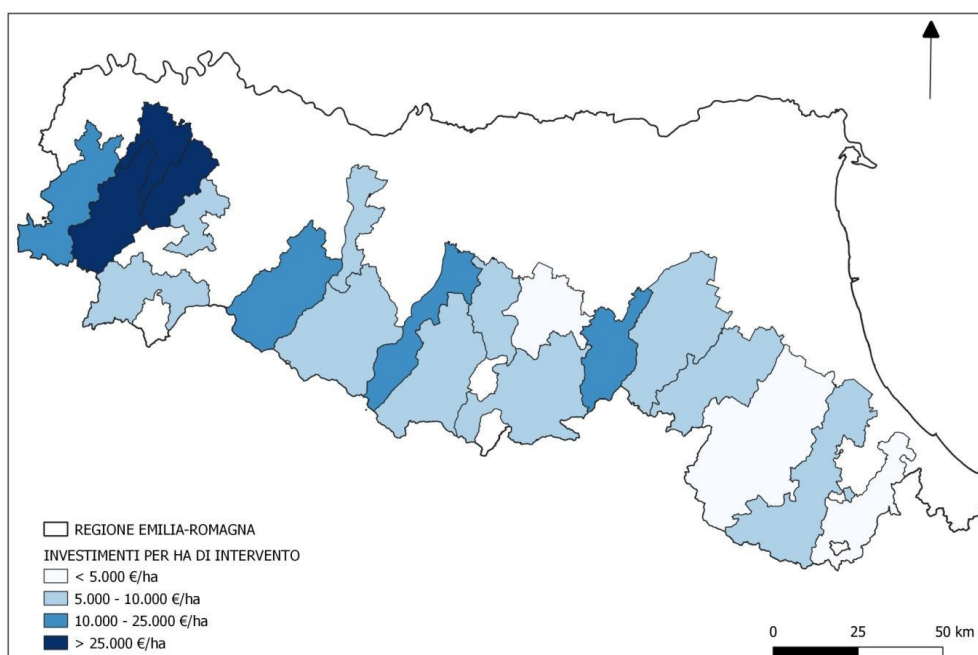 REGIONE EMILIA-ROMAGNA
INVESTIMENTI PER HA DI INTERVENTO
< 5.000 €/ha
5.000 - 10.000 €/ha
10.000 - 25.000 €/ha
> 25.000 €/ha
0 25 50 km